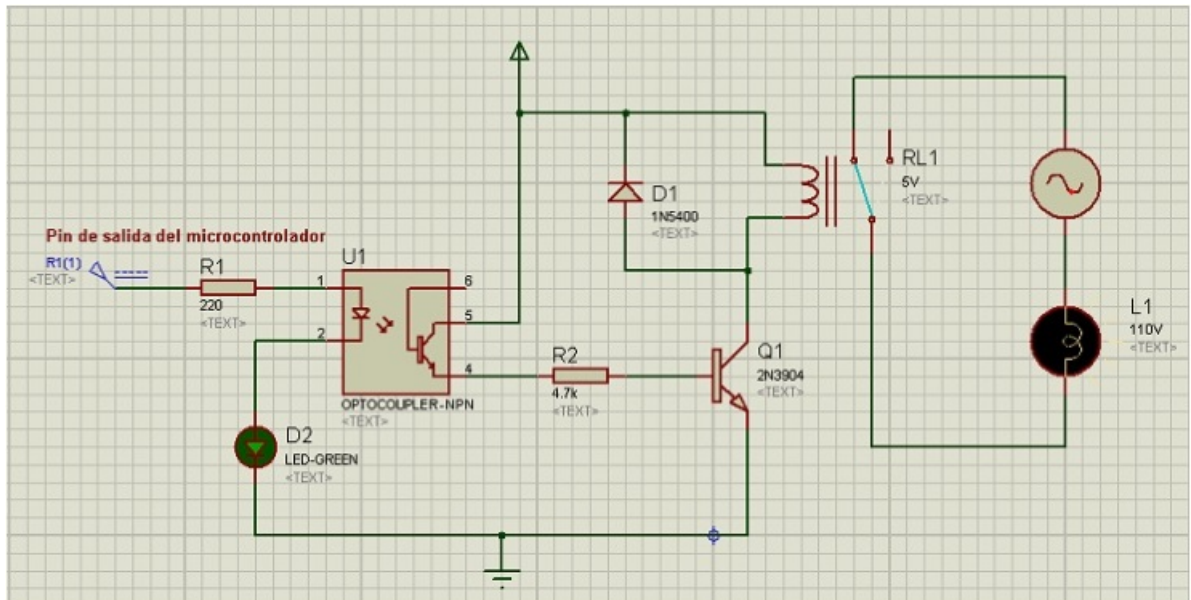 Pin de salida del microcontrolador
R1(1)
<TEXT>
R1
220
<TEXT>
U1
1
2
6
5
4
OPTOCOUPLER-NPN
<TEXT>
D2
LED-GREEN
<TEXT>
R2
4.7k
<TEXT>
D1
1N5400
<TEXT>
Q1
2N3904
<TEXT>
RL1
5V
<TEXT>
L1
110V
<TEXT>